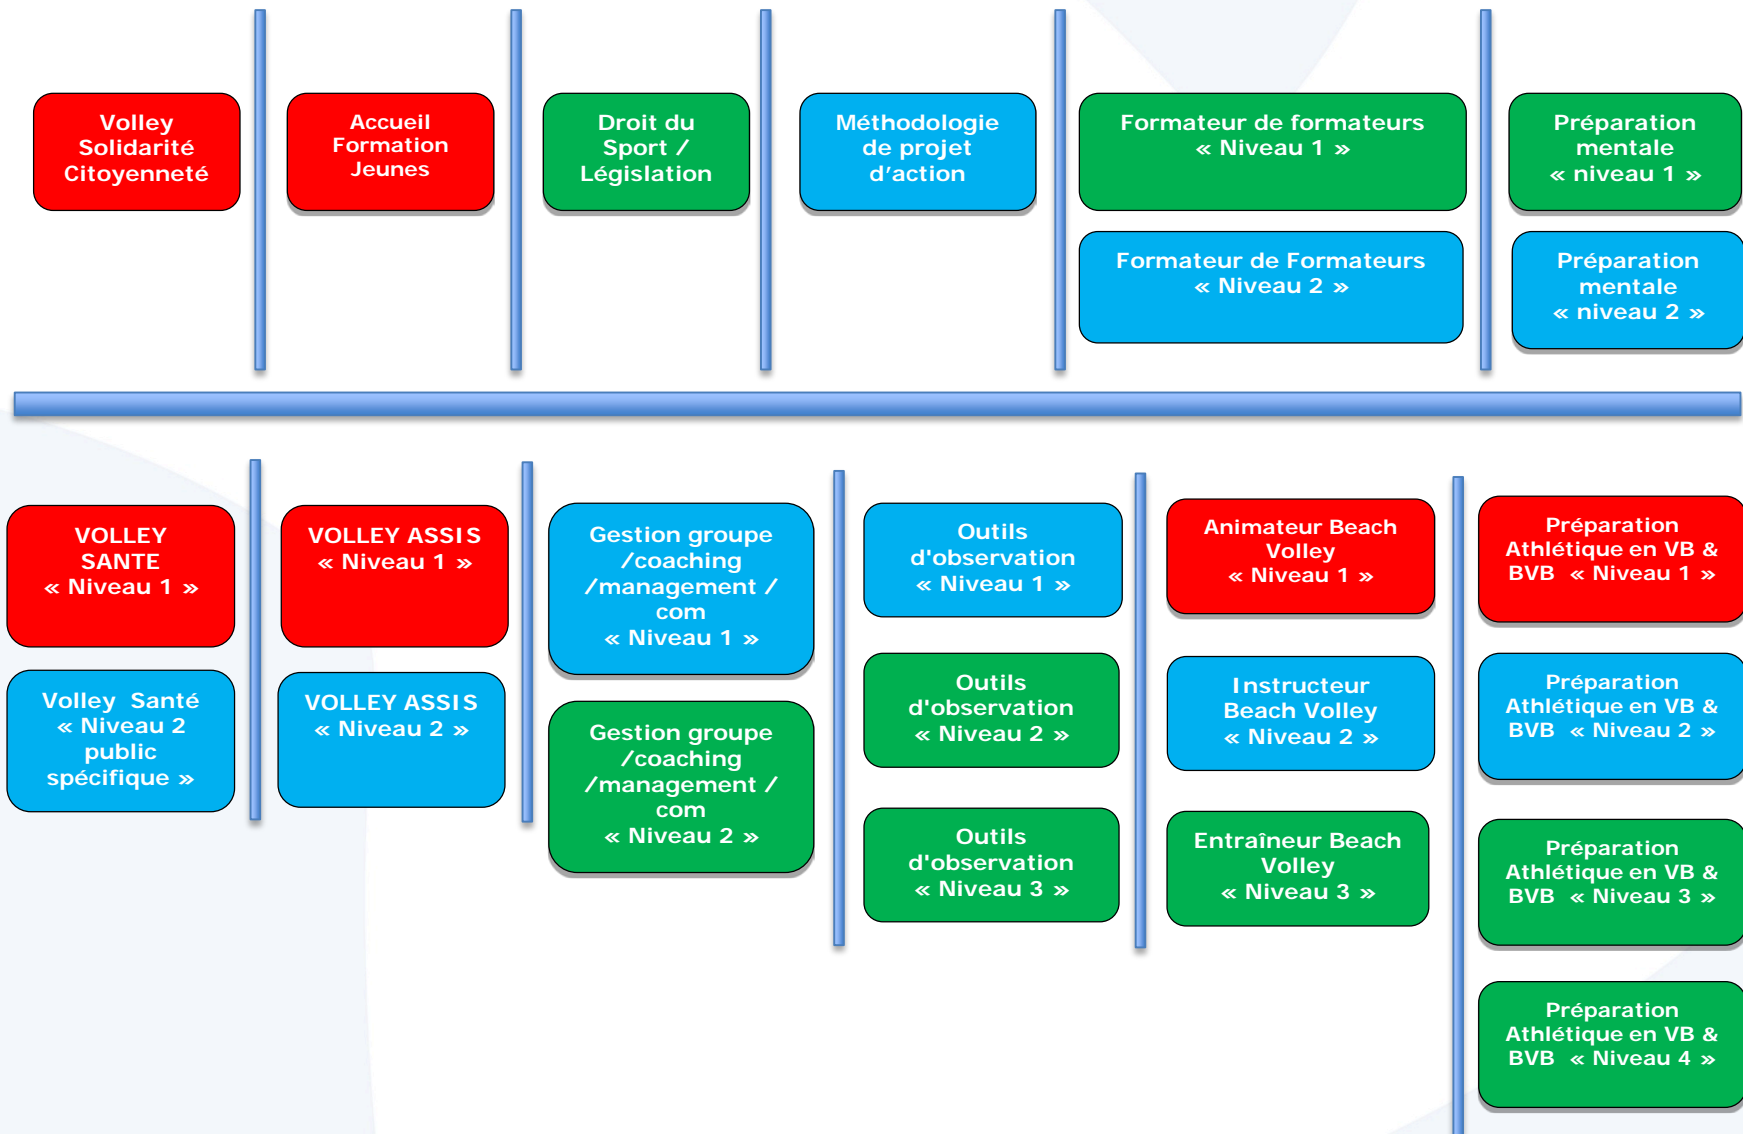 Volley
Solidarité
Citoyenneté
Accueil
Formation
Jeunes
Droit du
Sport /
Législation
Méthodologie
de projet
d'action
Formateur de formateurs
« Niveau 1 »
Préparation
mentale
« niveau 1 »
Formateur de Formateurs
« Niveau 2 »
Préparation
mentale
« niveau 2 »
VOLLEY
SANTE
« Niveau 1 »
Volley Santé
« Niveau 2
public
spécifique »
VOLLEY ASSIS
« Niveau 1 »
VOLLEY ASSIS
« Niveau 2 »
Gestion groupe
/coaching
/management /
com
« Niveau 1 »
Gestion groupe
/coaching
/management /
com
« Niveau 2 »
Outils
d'observation
« Niveau 1 »
Outils
d'observation
« Niveau 2 »
Outils
d'observation
« Niveau 3 »
Animateur Beach
Volley
« Niveau 1 »
Instructeur
Beach Volley
« Niveau 2 »
Entraîneur Beach
Volley
« Niveau 3 »
Préparation
Athlétique en VB &
BVB « Niveau 1 »
Préparation
Athlétique en VB &
BVB « Niveau 2 »
Préparation
Athlétique en VB &
BVB « Niveau 3 »
Préparation
Athlétique en VB &
BVB « Niveau 4 »